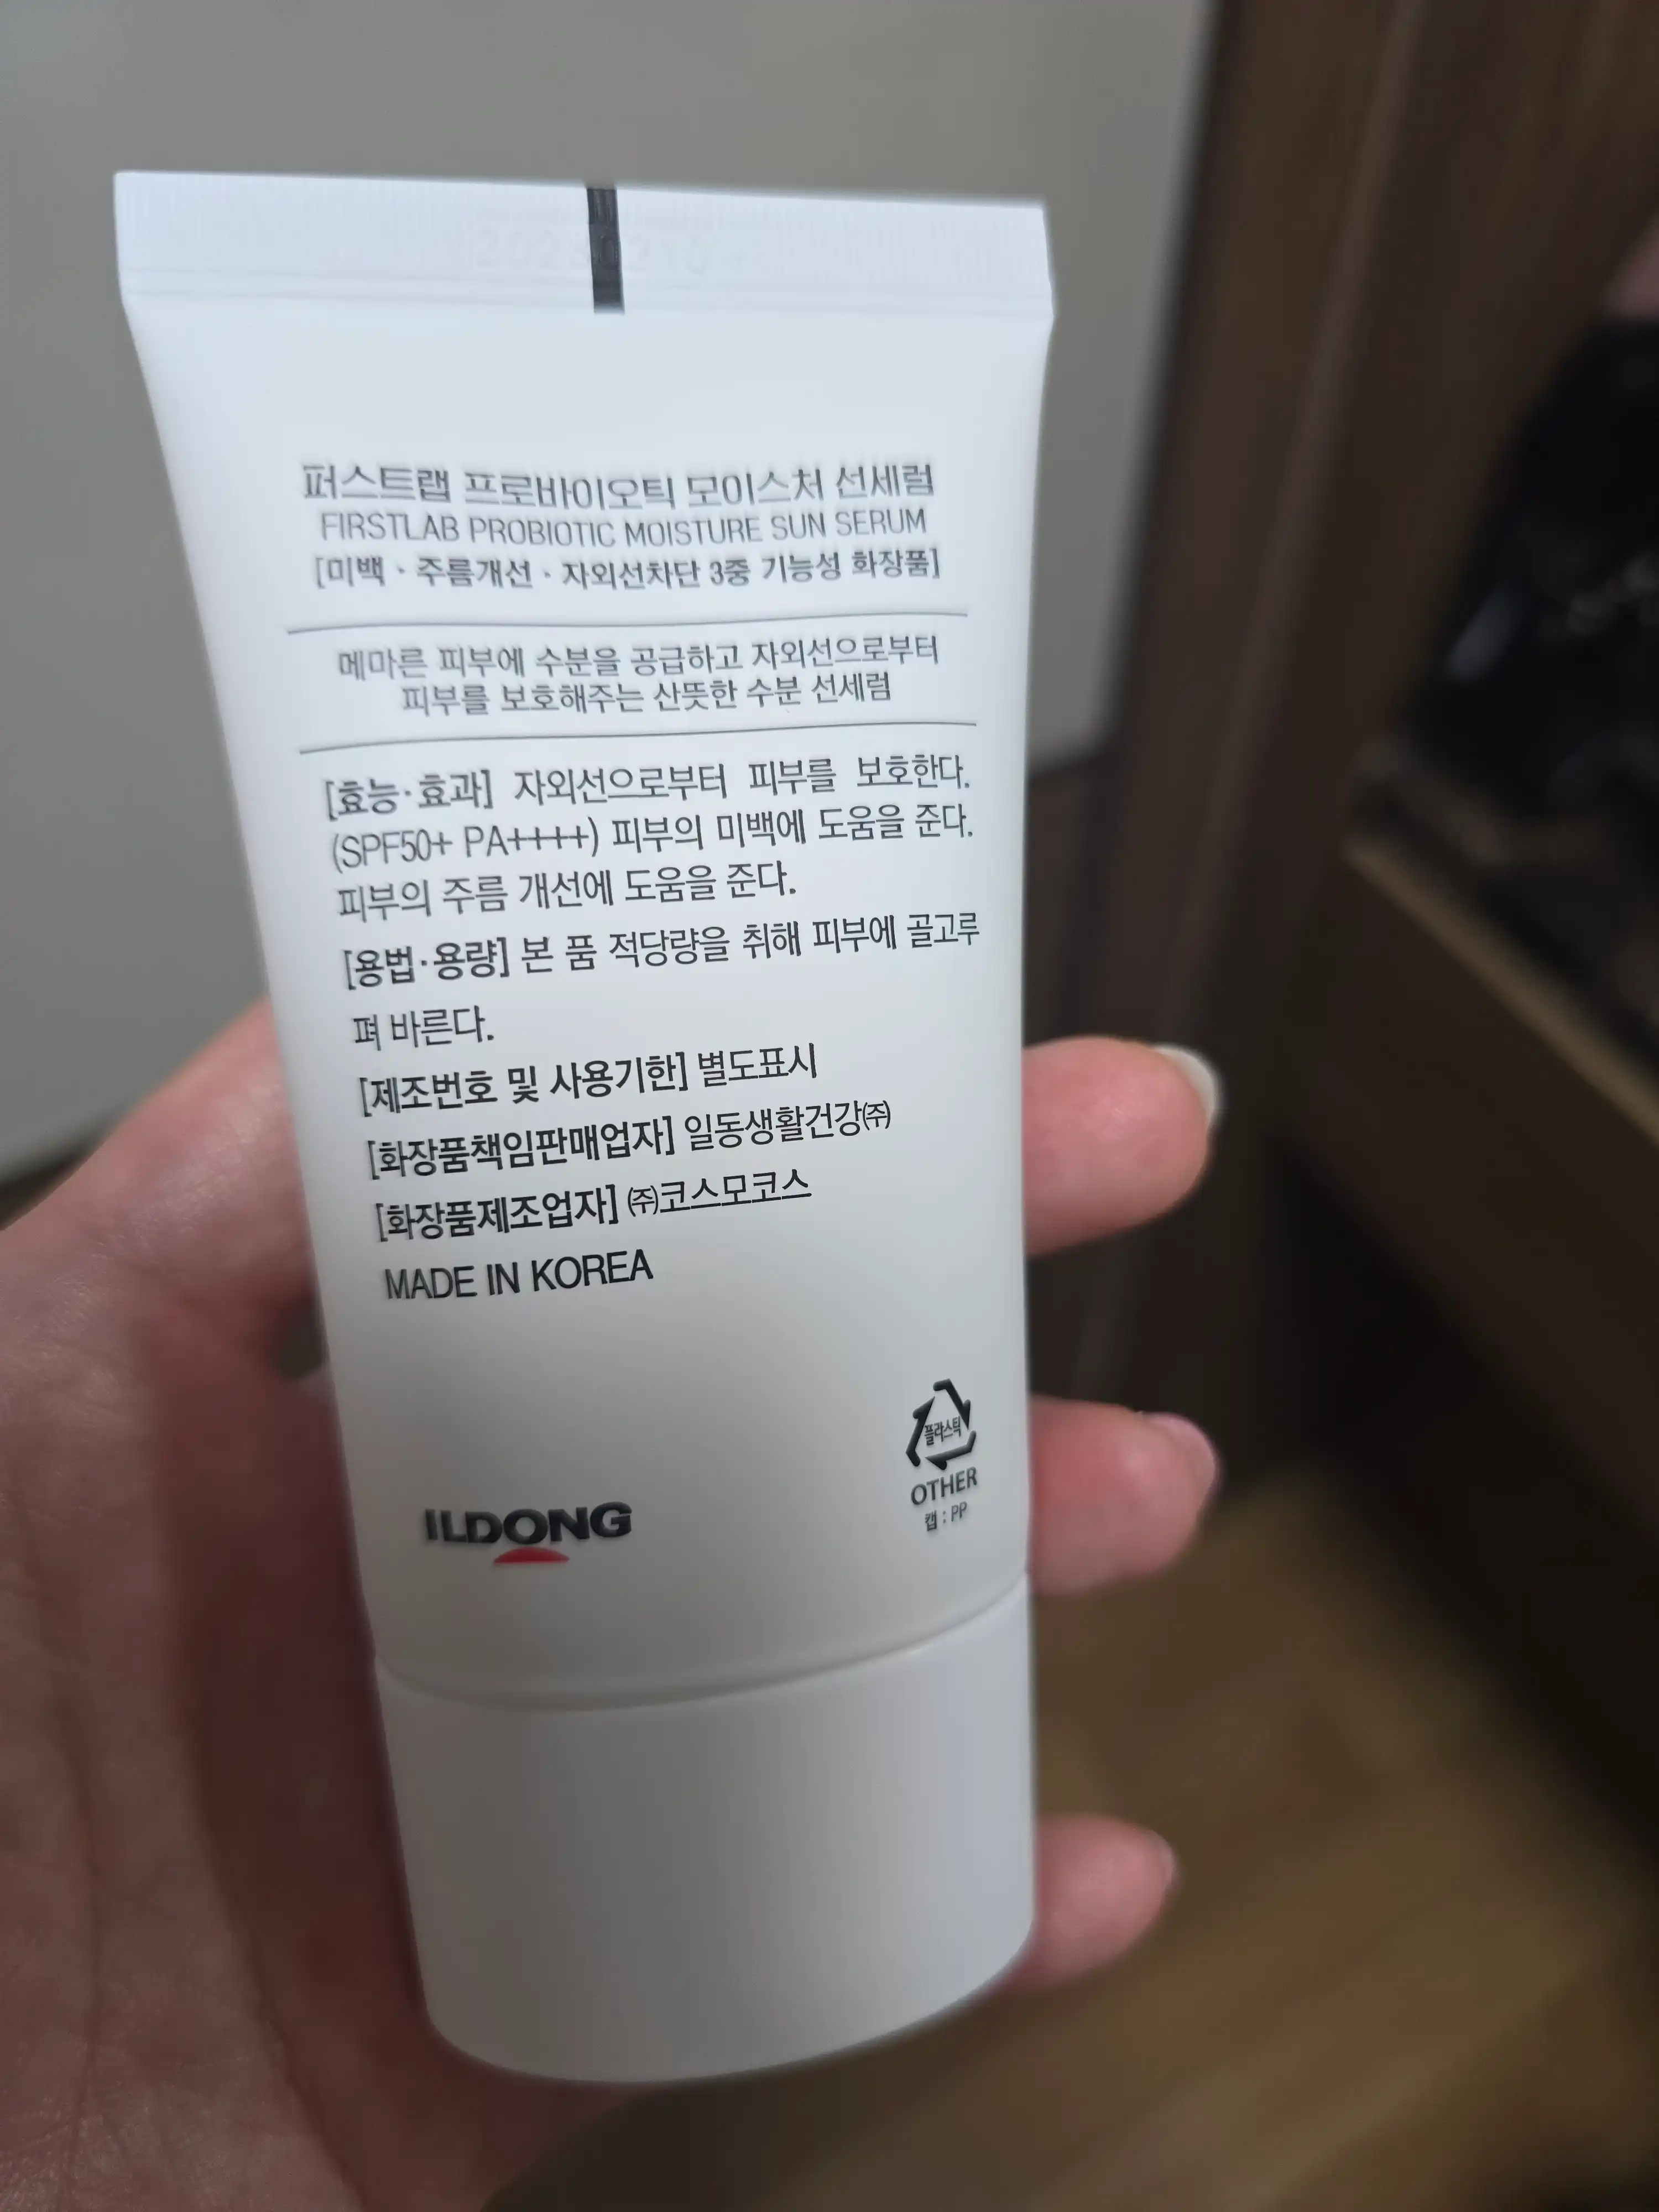 퍼스트랩 프로바이오틱 모이스처 선세럼
FIRSTLAB PROBIOTIC MOISTURE SUN SERUM
[미백 · 주름개선 · 자외선차단 3중 기능성 화장품]
메마른 피부에 수분을 공급하고 자외선으로부터
피부를 보호해주는 산뜻한 수분 선세럼
[효능·효과] 자외선으로부터 피부를 보호한다.
(SPF50+ PA++++) 피부의 미백에 도움을 준다.
피부의 주름 개선에 도움을 준다.
[용법·용량] 본 품 적당량을 취해 피부에 골고루
펴 바른다.
[제조번호 및 사용기한] 별도표시
[화장품책임판매업자] 일동생활건강㈜
[화장품제조업자] ㈜코스모코스
MADE IN KOREA
플라스틱
OTHER
캡 : PP
ILDONG